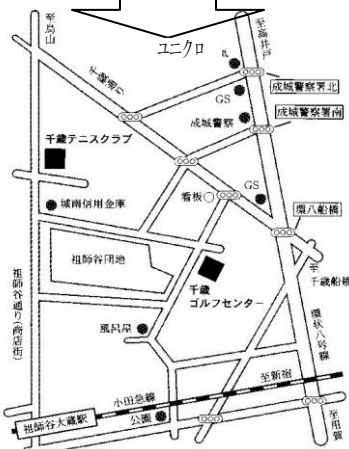 ユニクロ
至烏山
至高井戸
千歳通り
GS
成城警察署北
成城警察
成城警察署南
千歳テニスクラブ
城南信用金庫
看板
GS
環八船橋
祖師谷団地
千歳
ゴルフセンター
至
千歳船橋
祖師谷通り(商店街)
風呂屋
環状八号線
小田急線
至新宿
祖師谷大蔵駅
公園
至用賀